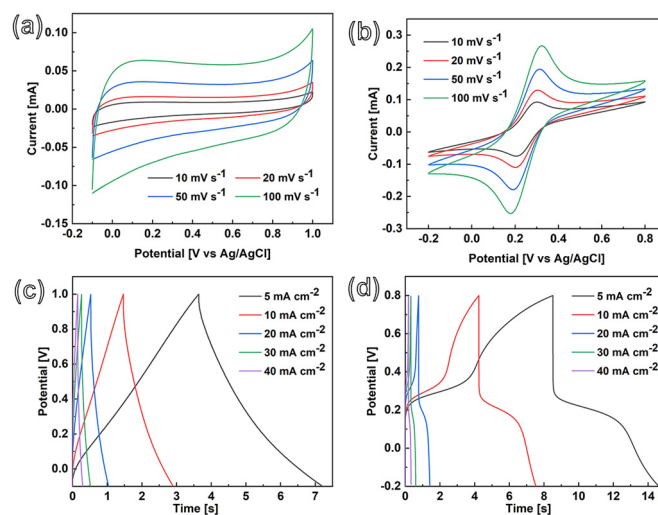 (a)
0.10
0.05
0.00
-0.05
-0.10
-0.15
Current [mA]
10 mV s⁻¹ 20 mV s⁻¹
50 mV s⁻¹ 100 mV s⁻¹
-0.2 0.0 0.2 0.4 0.6 0.8 1.0
Potential [V vs Ag/AgCl]
(b)
0.4
0.3
0.2
0.1
0.0
0.1
0.2
0.3
Current [mA]
10 mV s⁻¹
20 mV s⁻¹
50 mV s⁻¹
100 mV s⁻¹
-0.2 0.0 0.2 0.4 0.6 0.8
Potential [V vs Ag/AgCl]
(c)
1.0
0.8
0.6
0.4
0.2
0.0
Potential [V]
5 mA cm⁻²
10 mA cm⁻²
20 mA cm⁻²
30 mA cm⁻²
40 mA cm⁻²
0 1 2 3 4 5 6 7
Time [s]
(d)
0.8
0.6
0.4
0.2
0.0
-0.2
Potential [V]
5 mA cm⁻²
10 mA cm⁻²
20 mA cm⁻²
30 mA cm⁻²
40 mA cm⁻²
0 2 4 6 8 10 12 14
Time [s]